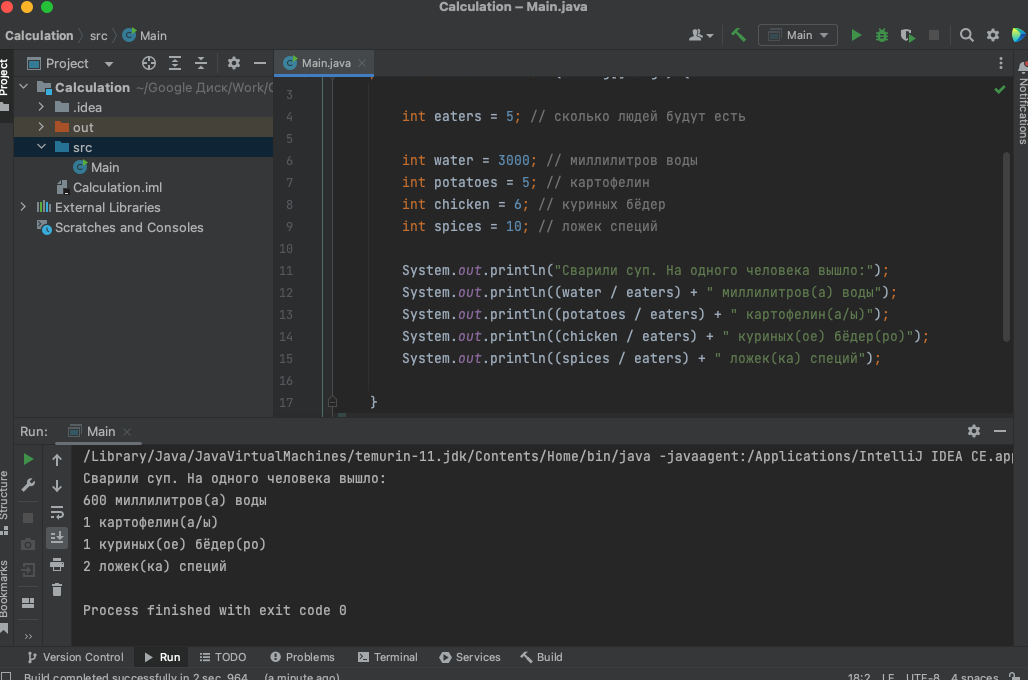 Calculation – Main.java
Calculation src Main
Main
Project
Project
Main.java
Calculation ~/Google Диск/Work/
.idea
out
src
Main
Calculation.iml
External Libraries
Scratches and Consoles
3
4 int eaters = 5; // сколько людей будут есть
5
6 int water = 3000; // миллилитров воды
7 int potatoes = 5; // картофелин
8 int chicken = 6; // куриных бёдер
9 int spices = 10; // ложек специй
10
11 System.out.println("Сварили суп. На одного человека вышло:");
12 System.out.println((water / eaters) + " миллилитров(а) воды");
13 System.out.println((potatoes / eaters) + " картофелин(а/ы)");
14 System.out.println((chicken / eaters) + " куриных(ое) бёдер(ро)");
15 System.out.println((spices / eaters) + " ложек(ка) специй");
16
17 }
Notifications
Run: Main
/Library/Java/JavaVirtualMachines/temurin-11.jdk/Contents/Home/bin/java -javaagent:/Applications/IntelliJ IDEA CE.app
Сварили суп. На одного человека вышло:
600 миллилитров(а) воды
1 картофелин(а/ы)
1 куриных(ое) бёдер(ро)
2 ложек(ка) специй
Process finished with exit code 0
Structure
Bookmarks
Version Control Run TODO Problems Terminal Services Build
Build completed successfully in 2 sec, 964 (a minute ago) 18:2 LF UTF-8 4 spaces